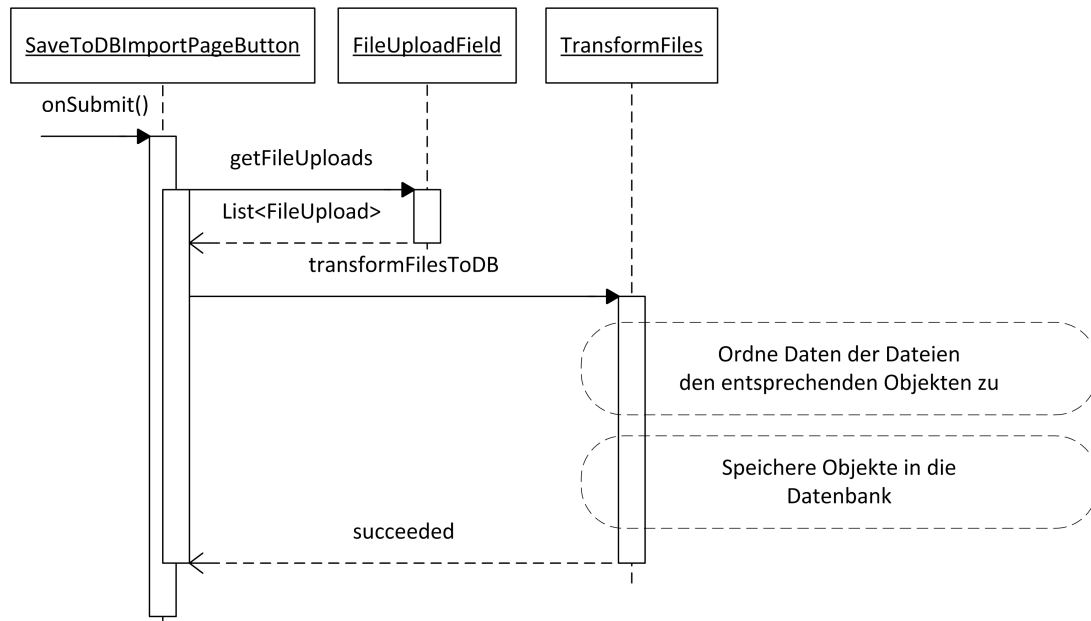 SaveToDBImportPageButton
FileUploadField
TransformFiles
onSubmit()
getFileUploads
List<FileUpload>
transformFilesToDB
Ordne Daten der Dateien
den entsprechenden Objekten zu
Speichere Objekte in die
Datenbank
succeeded